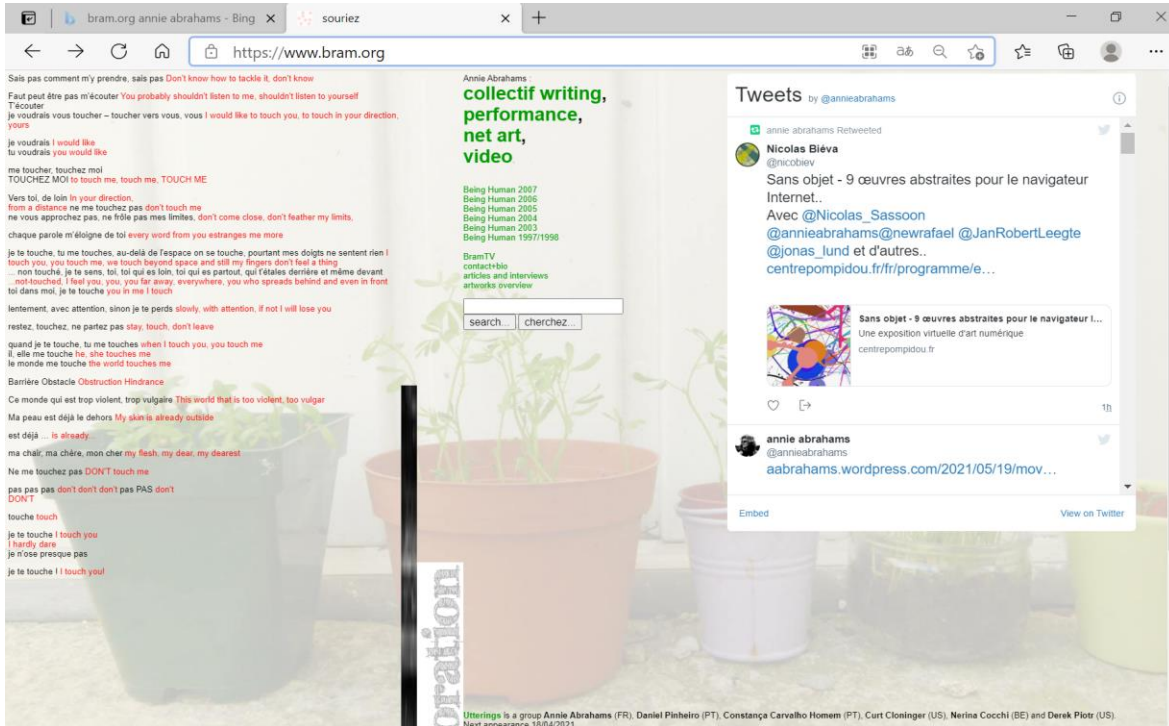 bram.org annie abrahams - Bing
souriez
https://www.bram.org
Sais pas comment m'y prendre, sais pas Don't know how to tackle it, don't know
Faut peut être pas m'écouter You probably shouldn't listen to me, shouldn't listen to yourself
T'écouter
je voudrais vous toucher – toucher vers vous, vous I would like to touch you, to touch in your direction,
yours
je voudrais I would like
tu voudrais you would like
me toucher, touchez moi
TOUCHEZ MOI to touch me, touch me, TOUCH ME
Vers toi, de loin In your direction,
from a distance ne me touchez pas don't touch me
ne vous approchez pas, ne frôle pas mes limites, don't come close, don't feather my limits,
chaque parole m'éloigne de toi every word from you estranges me more
je te touche, tu me touches, au-delà de l'espace on se touche, pourtant mes doigts ne sentent rien I
touch you, you touch me, we touch beyond space and still my fingers don't feel a thing
... non touché, je te sens, toi, toi qui es loin, toi qui es partout, qui t'étales derrière et même devant
...not-touched, I feel you, you, you far away, everywhere, you who spreads behind and even in front
toi dans moi, je te touche you in me I touch
lentement, avec attention, sinon je te perds slowly, with attention, if not I will lose you
restez, touchez, ne partez pas stay, touch, don't leave
quand je te touche, tu me touches when I touch you, you touch me
il, elle me touche he, she touches me
le monde me touche the world touches me
Barrière Obstacle Obstruction Hindrance
Ce monde qui est trop violent, trop vulgaire This world that is too violent, too vulgar
Ma peau est déjà le dehors My skin is already outside
est déjà ... is already...
ma chair, ma chère, mon cher my flesh, my dear, my dearest
Ne me touchez pas DON'T touch me
pas pas pas don't don't don't pas PAS don't
DON'T
touche touch
je te touche I touch you
I hardly dare
je n'ose presque pas
je te touche ! I touch you!
Annie Abrahams :
collectif writing,
performance,
net art,
video
Being Human 2007
Being Human 2006
Being Human 2005
Being Human 2004
Being Human 2003
Being Human 1997/1998
BramTV
contact+bio
articles and interviews
artworks overview
search... cherchez...
oration
Tweets by @annieabrahams
annie abrahams Retweeted
Nicolas Biéva
@nicobiev
Sans objet - 9 œuvres abstraites pour le navigateur
Internet..
Avec @Nicolas_Sassoon
@annieabrahams@newrafael @JanRobertLeegte
@jonas_lund et d'autres..
centrepompidou.fr/fr/programme/e…
Sans objet - 9 œuvres abstraites pour le navigateur I...
Une exposition virtuelle d'art numérique
centrepompidou.fr
1h
annie abrahams
@annieabrahams
aabrahams.wordpress.com/2021/05/19/mov…
Embed
View on Twitter
Utterings is a group Annie Abrahams (FR), Daniel Pinheiro (PT), Constança Carvalho Homem (PT), Curt Cloninger (US), Nerina Cocchi (BE) and Derek Piotr (US).
Next appearance 18/04/2021